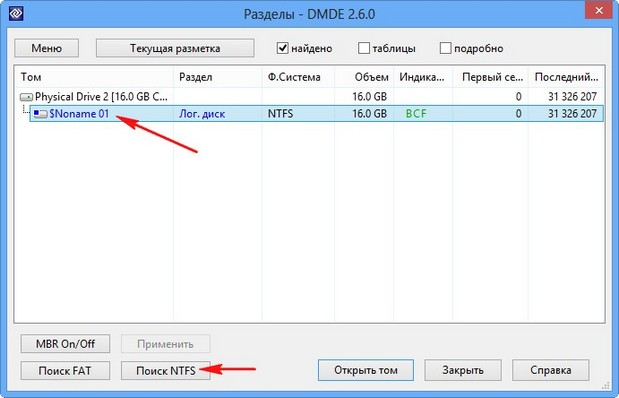 Разделы - DMDE 2.6.0
Меню Текущая разметка найдено таблицы подробно
Том Раздел Ф.Система Объем Индика... Первый се... Последний...
Physical Drive 2 [16.0 GB C... 16.0 GB 0 31 326 207
$Noname 01 Лог. диск NTFS 16.0 GB BCF 0 31 326 207
MBR On/Off Применить
Поиск FAT Поиск NTFS Открыть том Закрыть Справка